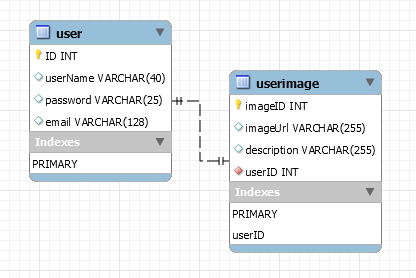 user
ID INT
userName VARCHAR(40)
password VARCHAR(25)
email VARCHAR(128)
Indexes
PRIMARY
userimage
imageID INT
imageUrl VARCHAR(255)
description VARCHAR(255)
userID INT
Indexes
PRIMARY
userID